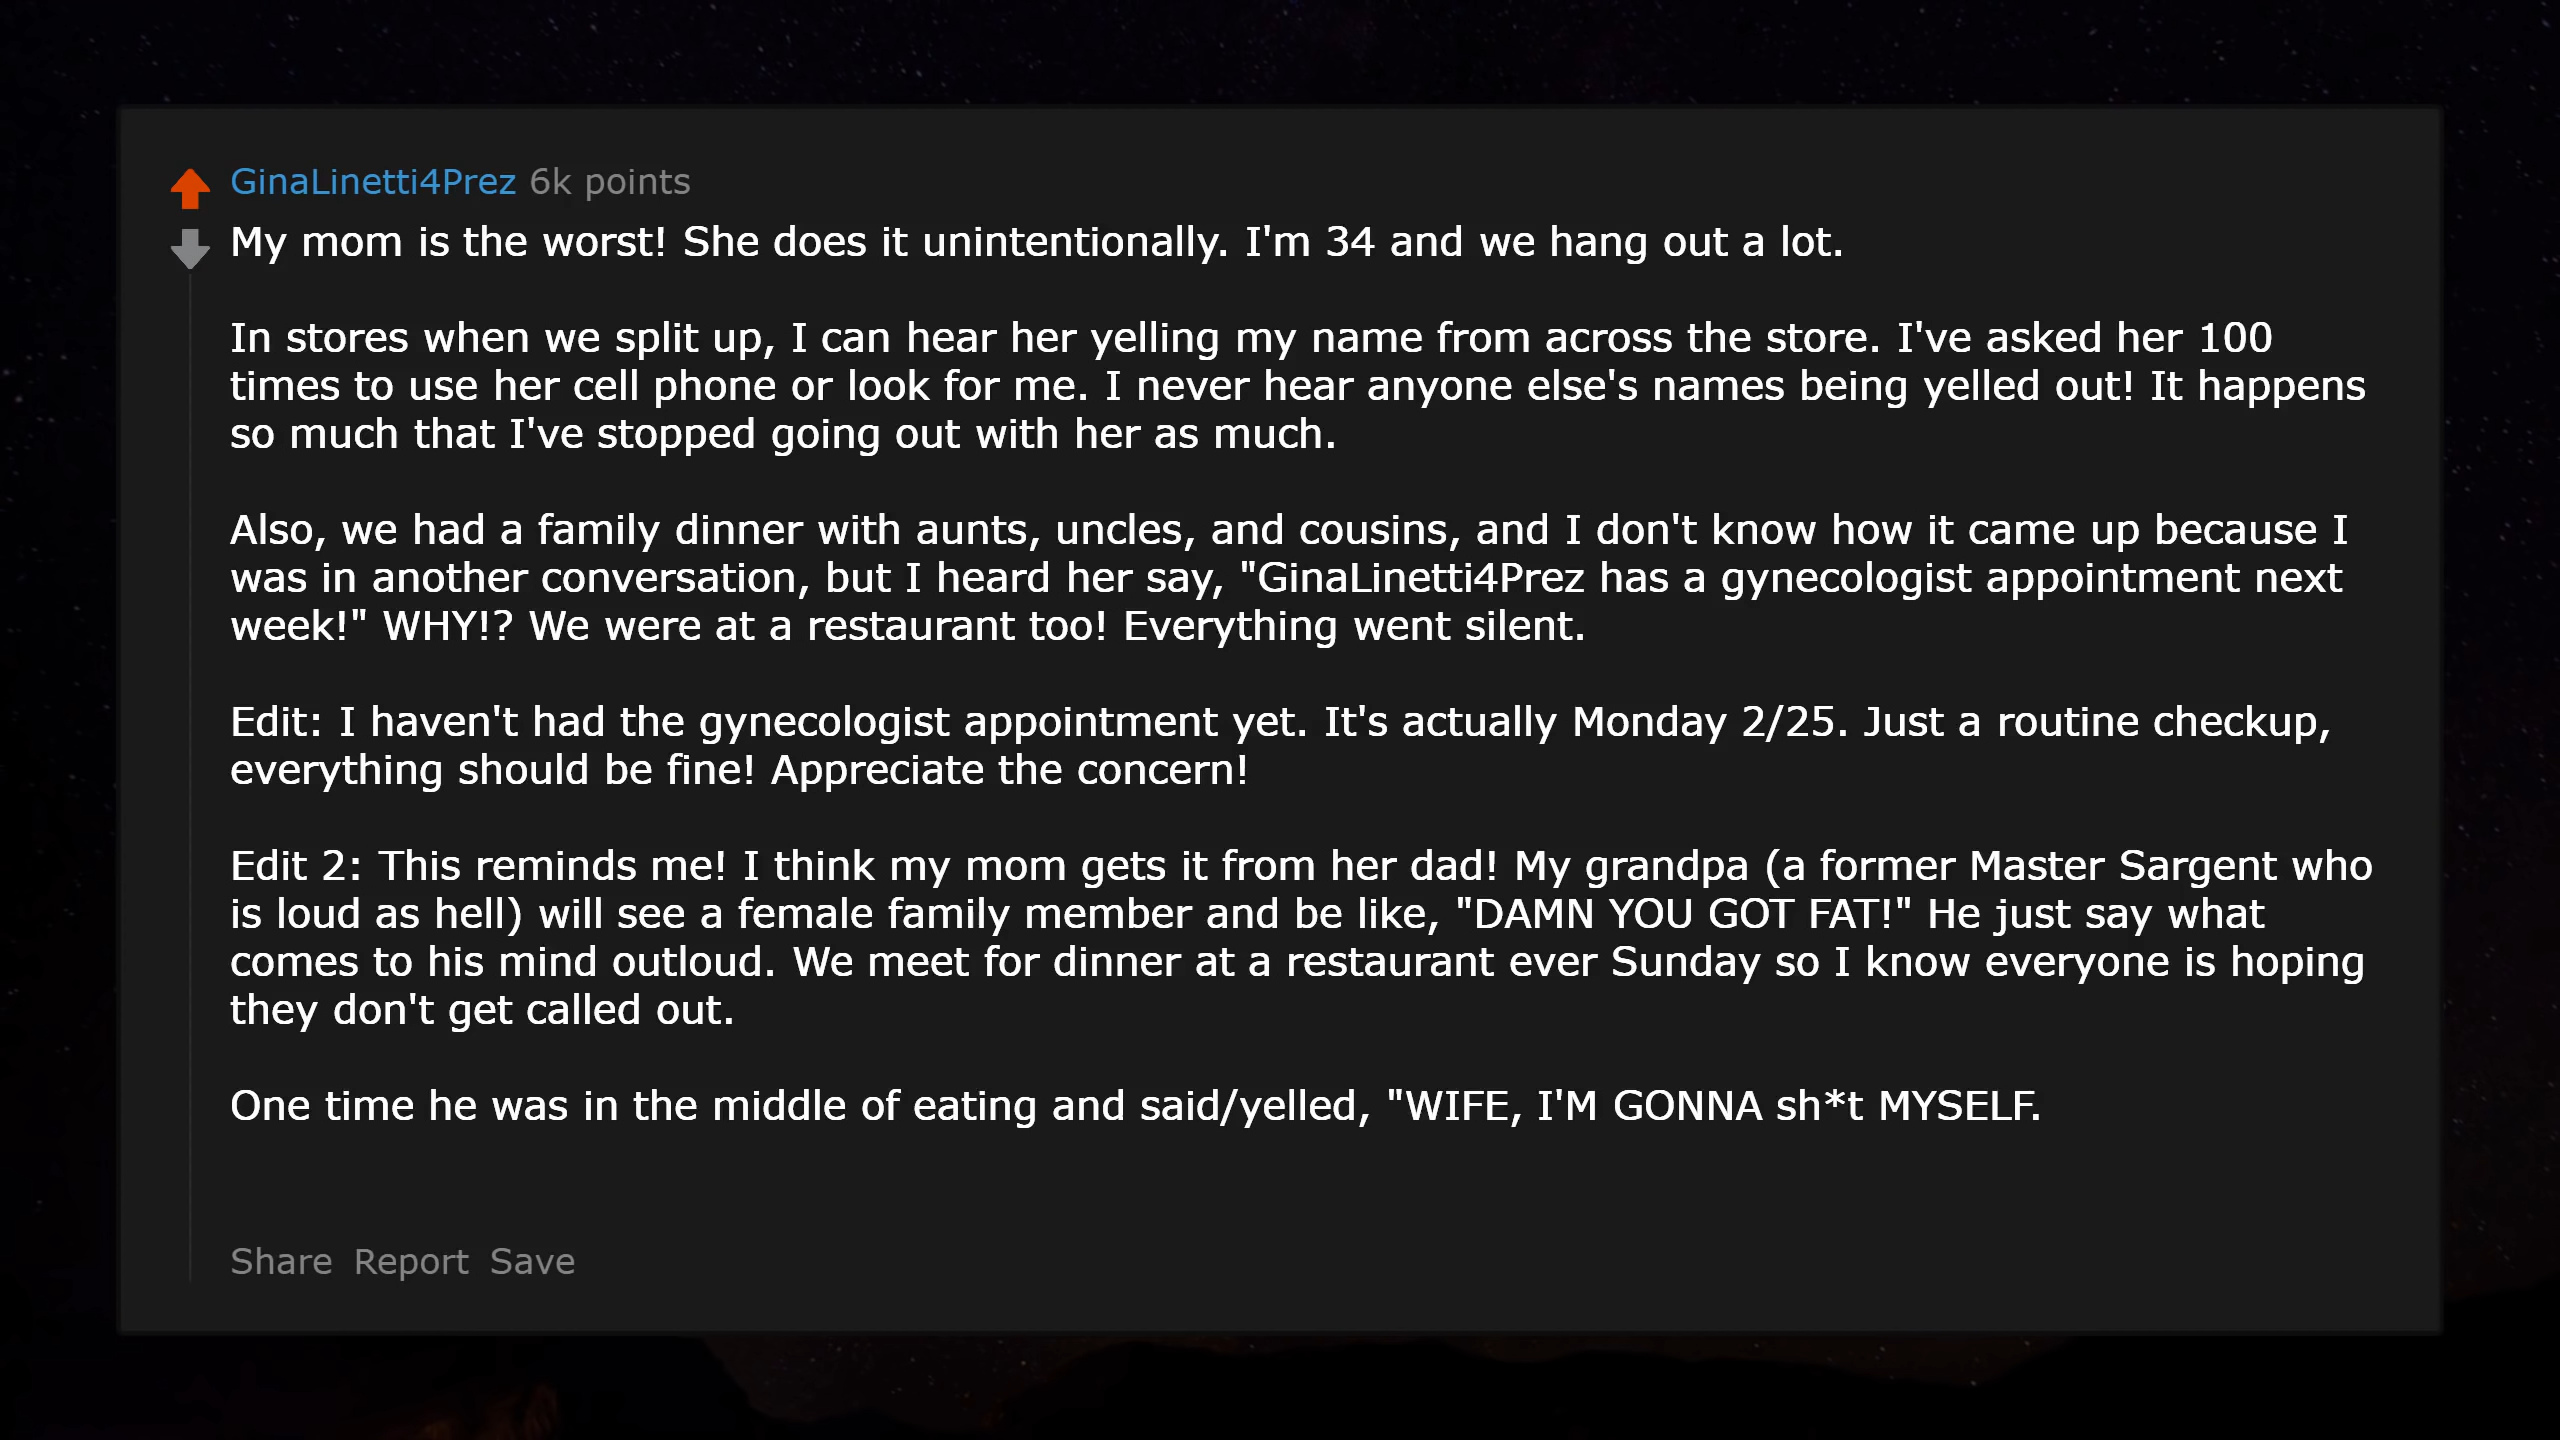 GinaLinetti4Prez 6k points
My mom is the worst! She does it unintentionally. I'm 34 and we hang out a lot.
In stores when we split up, I can hear her yelling my name from across the store. I've asked her 100
times to use her cell phone or look for me. I never hear anyone else's names being yelled out! It happens
so much that I've stopped going out with her as much.
Also, we had a family dinner with aunts, uncles, and cousins, and I don't know how it came up because I
was in another conversation, but I heard her say, "GinaLinetti4Prez has a gynecologist appointment next
week!" WHY!? We were at a restaurant too! Everything went silent.
Edit: I haven't had the gynecologist appointment yet. It's actually Monday 2/25. Just a routine checkup,
everything should be fine! Appreciate the concern!
Edit 2: This reminds me! I think my mom gets it from her dad! My grandpa (a former Master Sargent who
is loud as hell) will see a female family member and be like, "DAMN YOU GOT FAT!" He just say what
comes to his mind outloud. We meet for dinner at a restaurant ever Sunday so I know everyone is hoping
they don't get called out.
One time he was in the middle of eating and said/yelled, "WIFE, I'M GONNA sh*t MYSELF.
Share Report Save